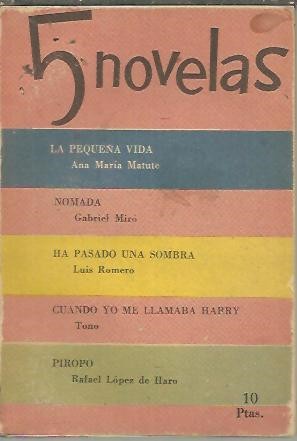 5 novelas
LA PEQUEÑA VIDA
Ana María Matute
NOMADA
Gabriel Miró
HA PASADO UNA SOMBRA
Luis Romero
CUANDO YO ME LLAMABA HARRY
Tono
PIROPO
Rafael López de Haro
10
Ptas.